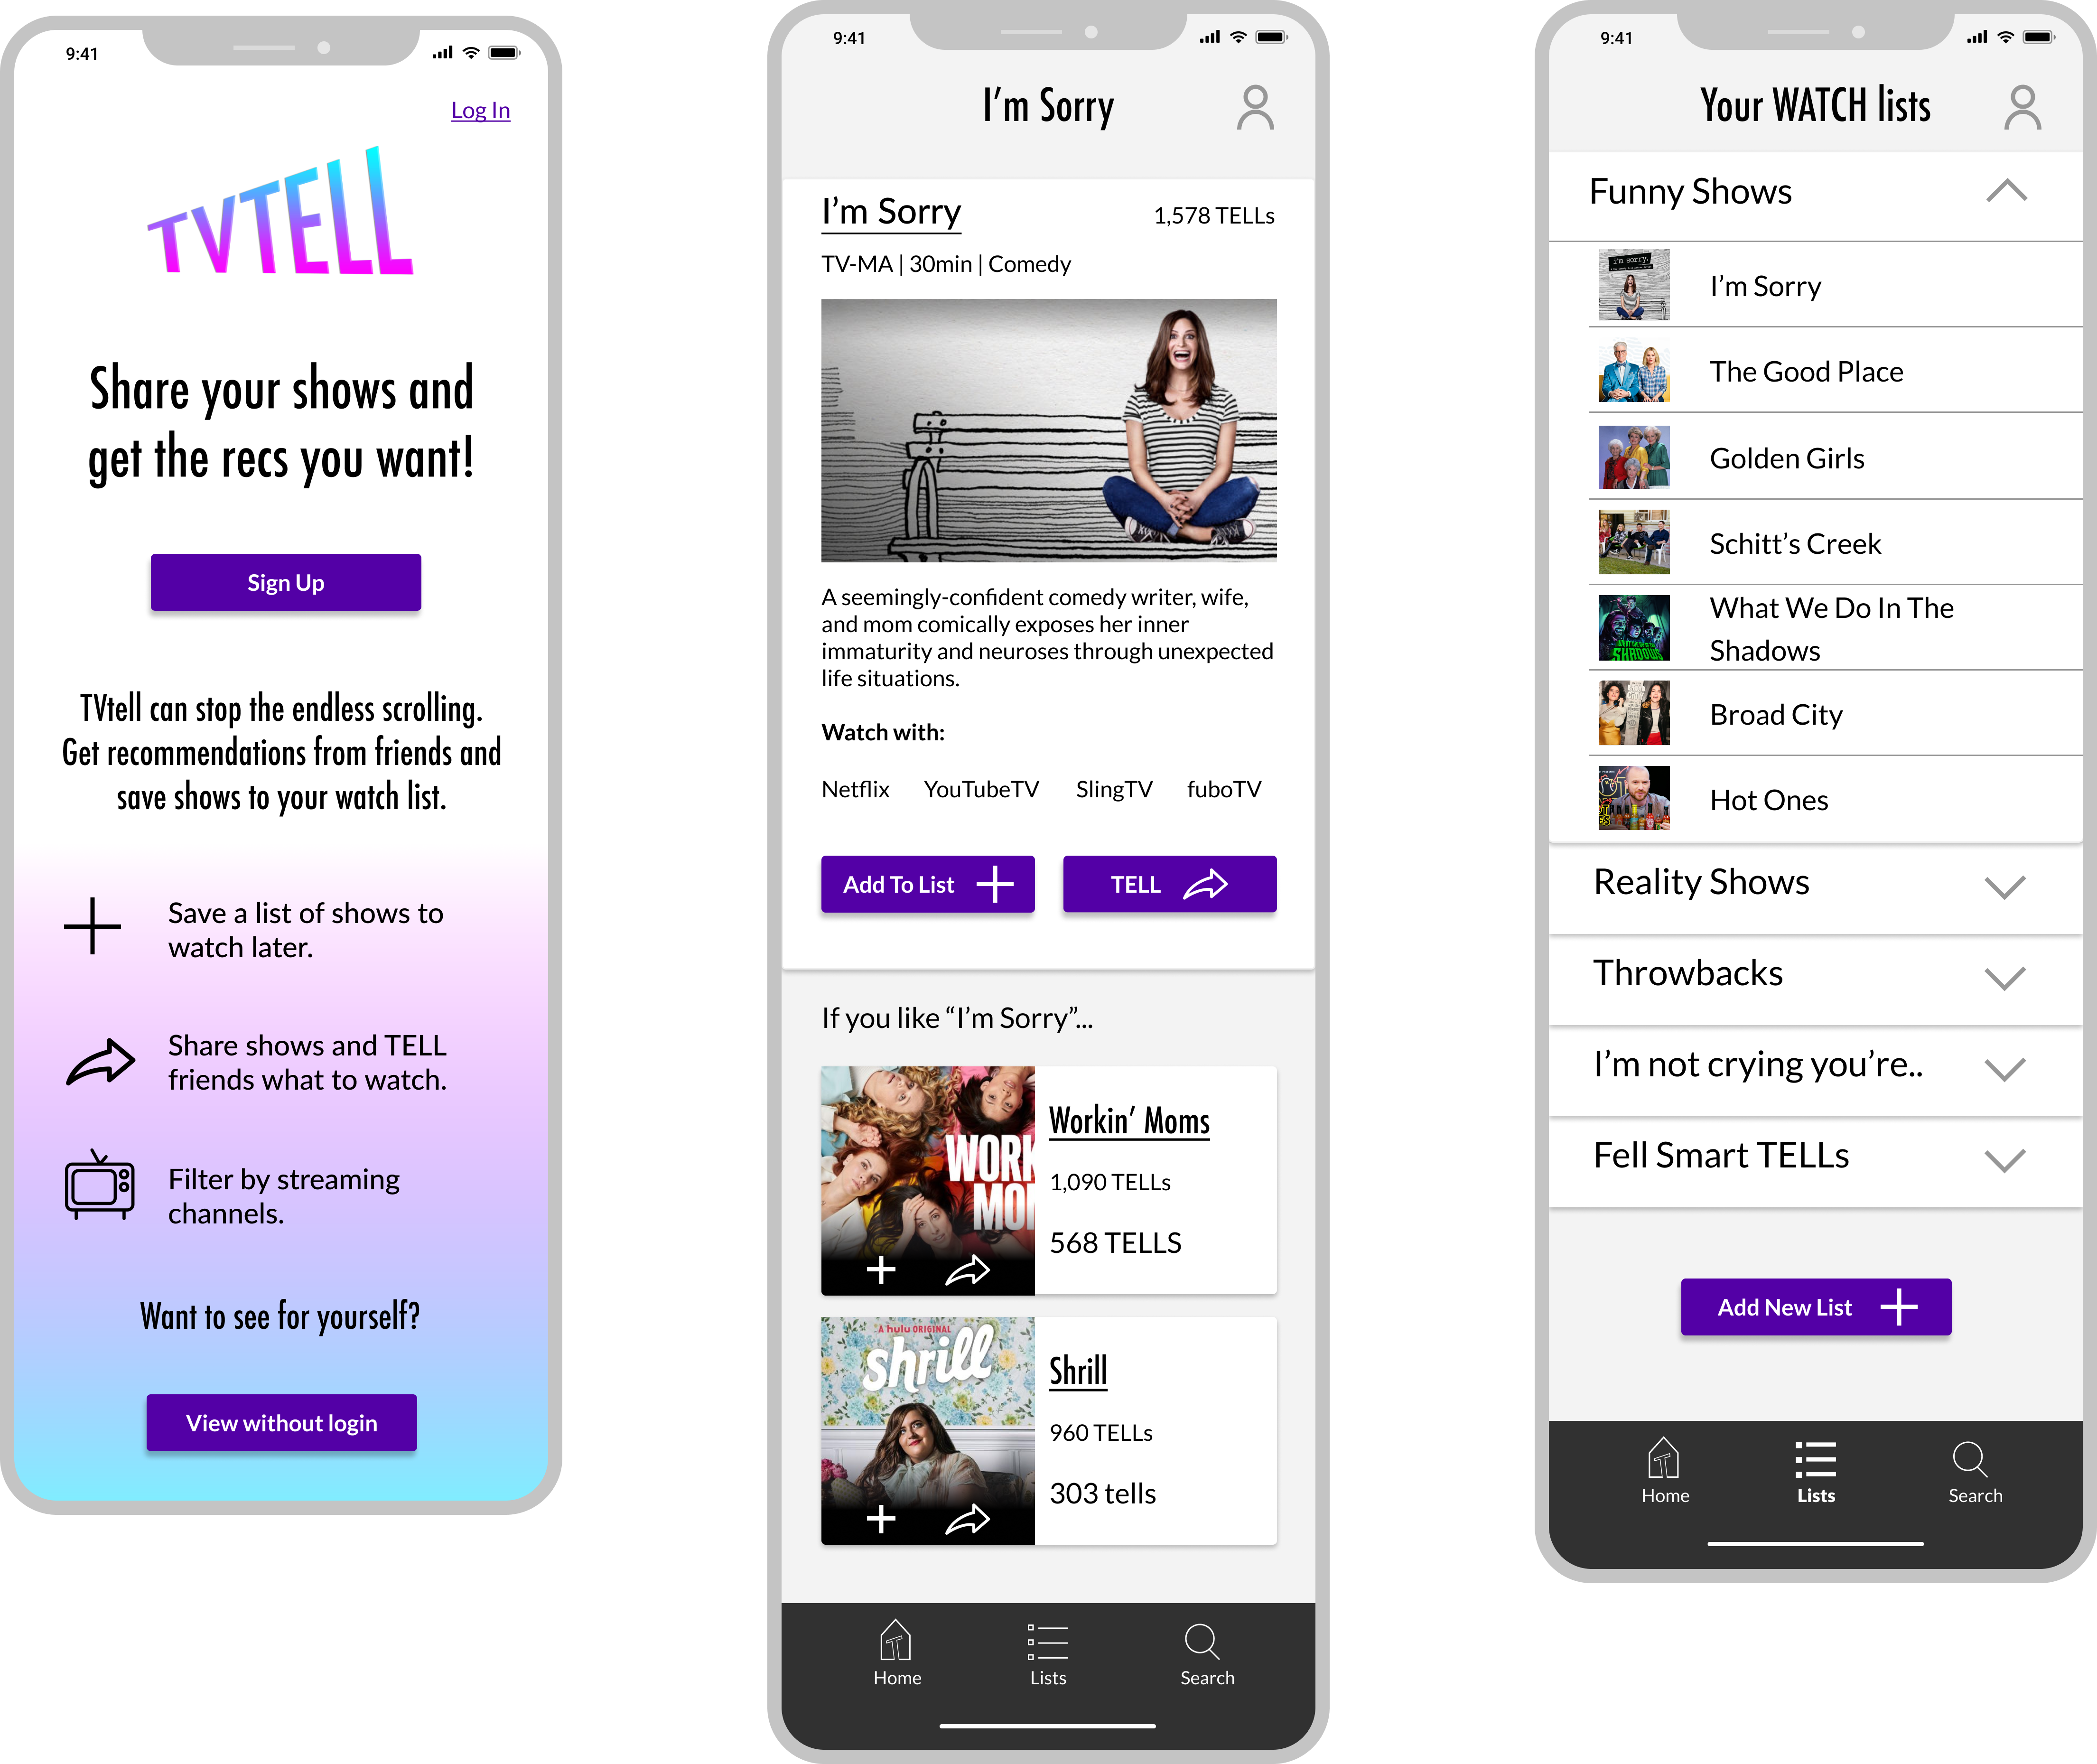 9:41
Log In
TVTELL
Share your shows and
get the recs you want!
Sign Up
TVtell can stop the endless scrolling.
Get recommendations from friends and
save shows to your watch list.
Save a list of shows to
watch later.
Share shows and TELL
friends what to watch.
Filter by streaming
channels.
Want to see for yourself?
View without login
9:41
I'm Sorry
I'm Sorry
1,578 TELLs
TV-MA | 30min | Comedy
A seemingly-confident comedy writer, wife,
and mom comically exposes her inner
immaturity and neuroses through unexpected
life situations.
Watch with:
Netflix YouTubeTV SlingTV fuboTV
Add To List
TELL
If you like “I'm Sorry”...
WORK
MOM
Workin' Moms
1,090 TELLs
568 TELLS
A hulu ORIGINAL
shrill
Shrill
960 TELLs
303 tells
Home Lists Search
9:41
Your WATCH lists
Funny Shows
i'm sorry.
I'm Sorry
The Good Place
Golden Girls
Schitt's Creek
SHADOWS
What We Do In The
Shadows
Broad City
Hot Ones
Reality Shows
Throwbacks
I'm not crying you're..
Fell Smart TELLs
Add New List
Home Lists Search